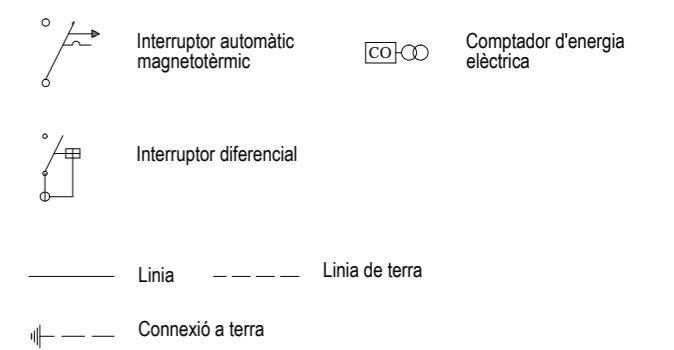 Interruptor automàtic
magnetotèrmic
CO
Comptador d'energia
elèctrica
Interruptor diferencial
Linia
Linia de terra
Connexió a terra